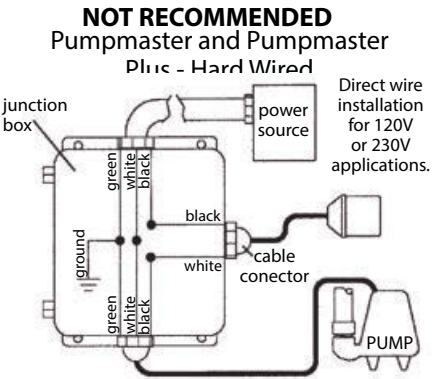 NOT RECOMMENDED
Pumpmaster and Pumpmaster
Plus - Hard Wired
Direct wire
installation
for 120V
or 230V
applications.
junction
box
power
source
green
white
black
black
white
cable
conector
ground
green
white
black
PUMP